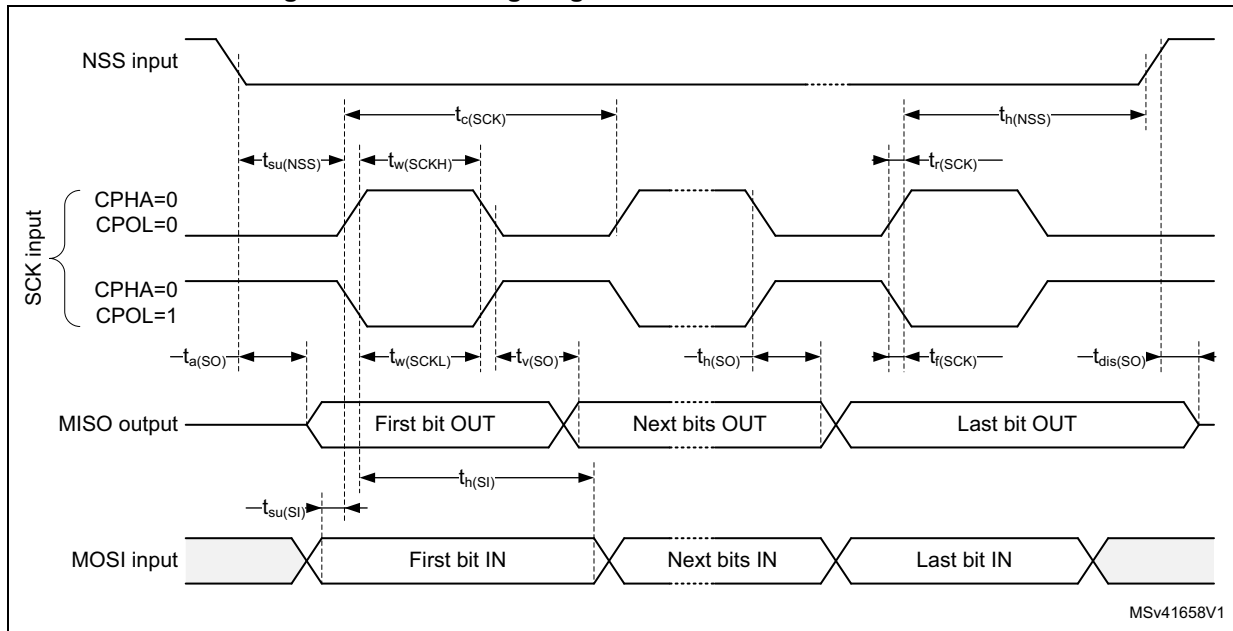 NSS input
tc(SCK)
th(NSS)
tsu(NSS)
tw(SCKH)
tr(SCK)
CPHA=0
CPOL=0
SCK input
CPHA=0
CPOL=1
ta(SO)
tw(SCKL)
tv(SO)
th(SO)
tf(SCK)
tdis(SO)
MISO output
First bit OUT
Next bits OUT
Last bit OUT
th(SI)
tsu(SI)
MOSI input
First bit IN
Next bits IN
Last bit IN
MSv41658V1